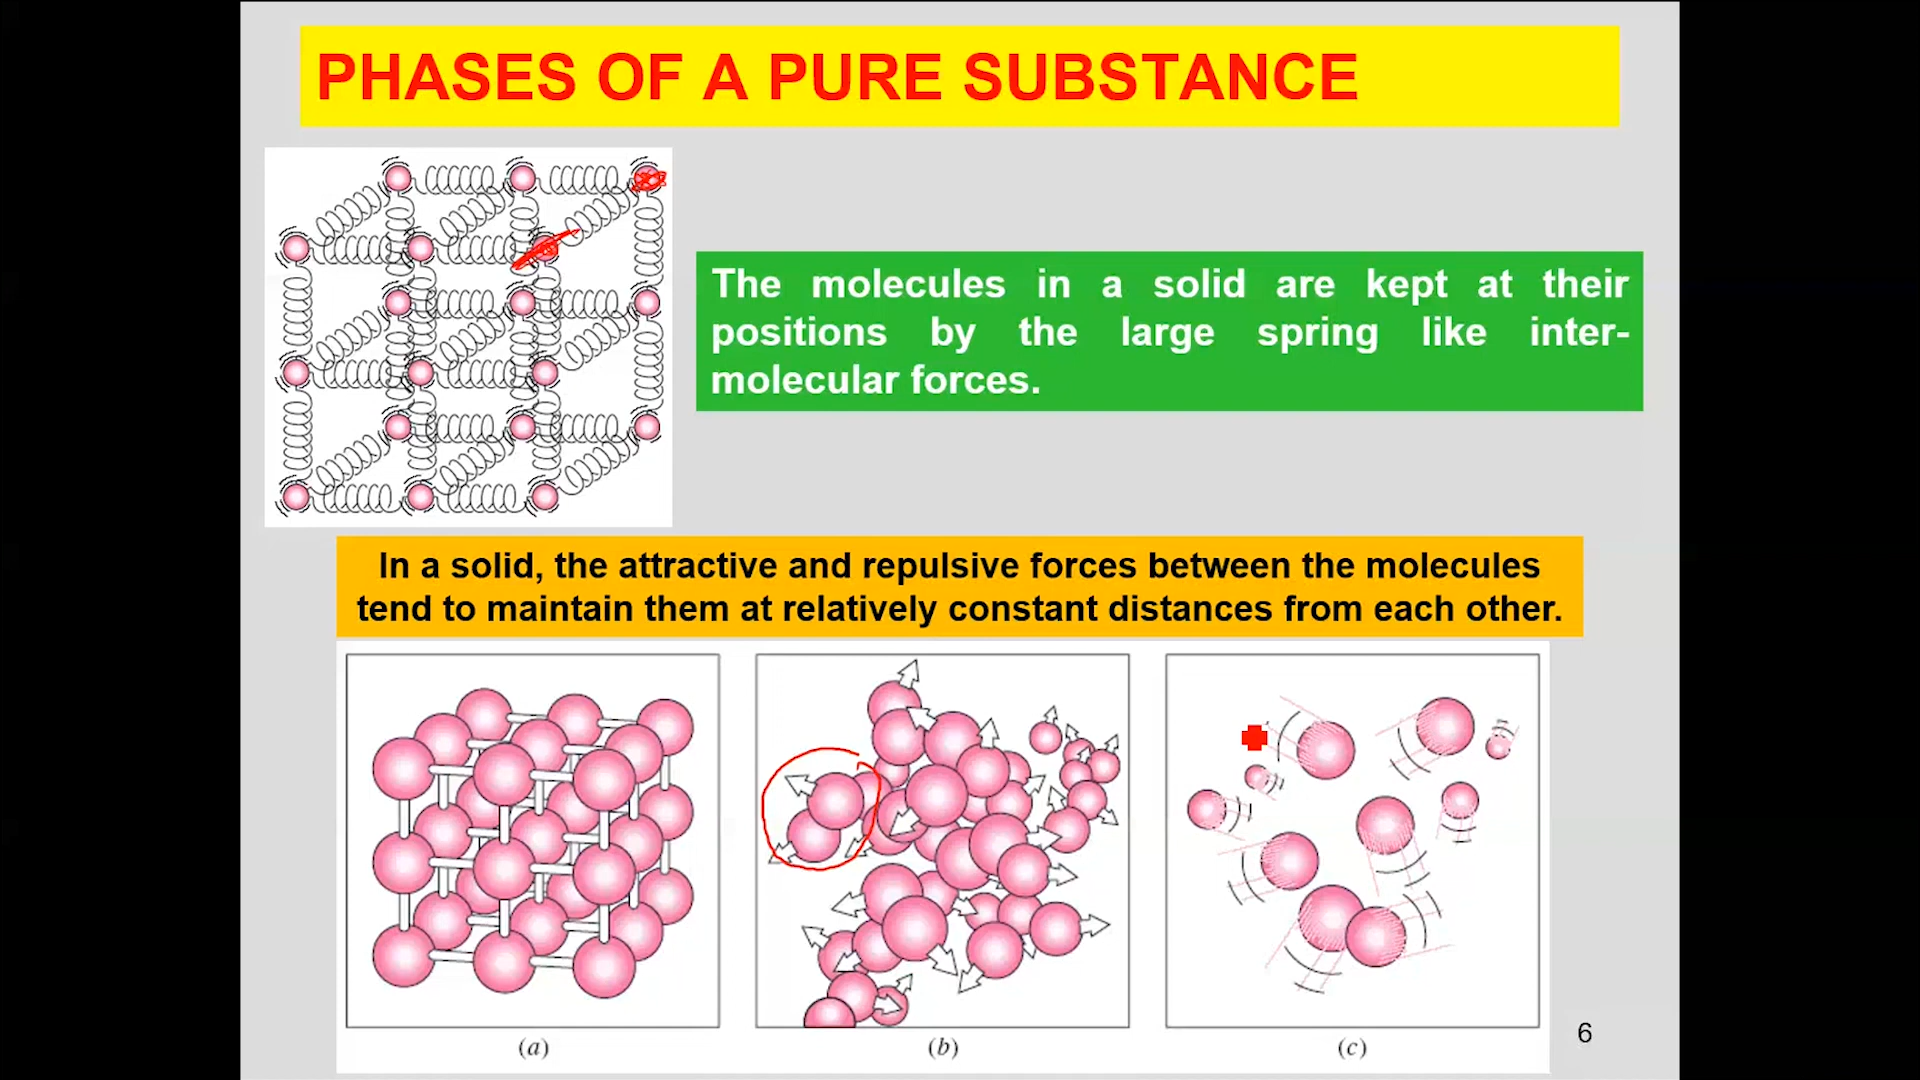 PHASES OF A PURE SUBSTANCE
The molecules in a solid are kept at their
positions by the large spring like inter-
molecular forces.
In a solid, the attractive and repulsive forces between the molecules
tend to maintain them at relatively constant distances from each other.
(a)
(b)
(c)
6